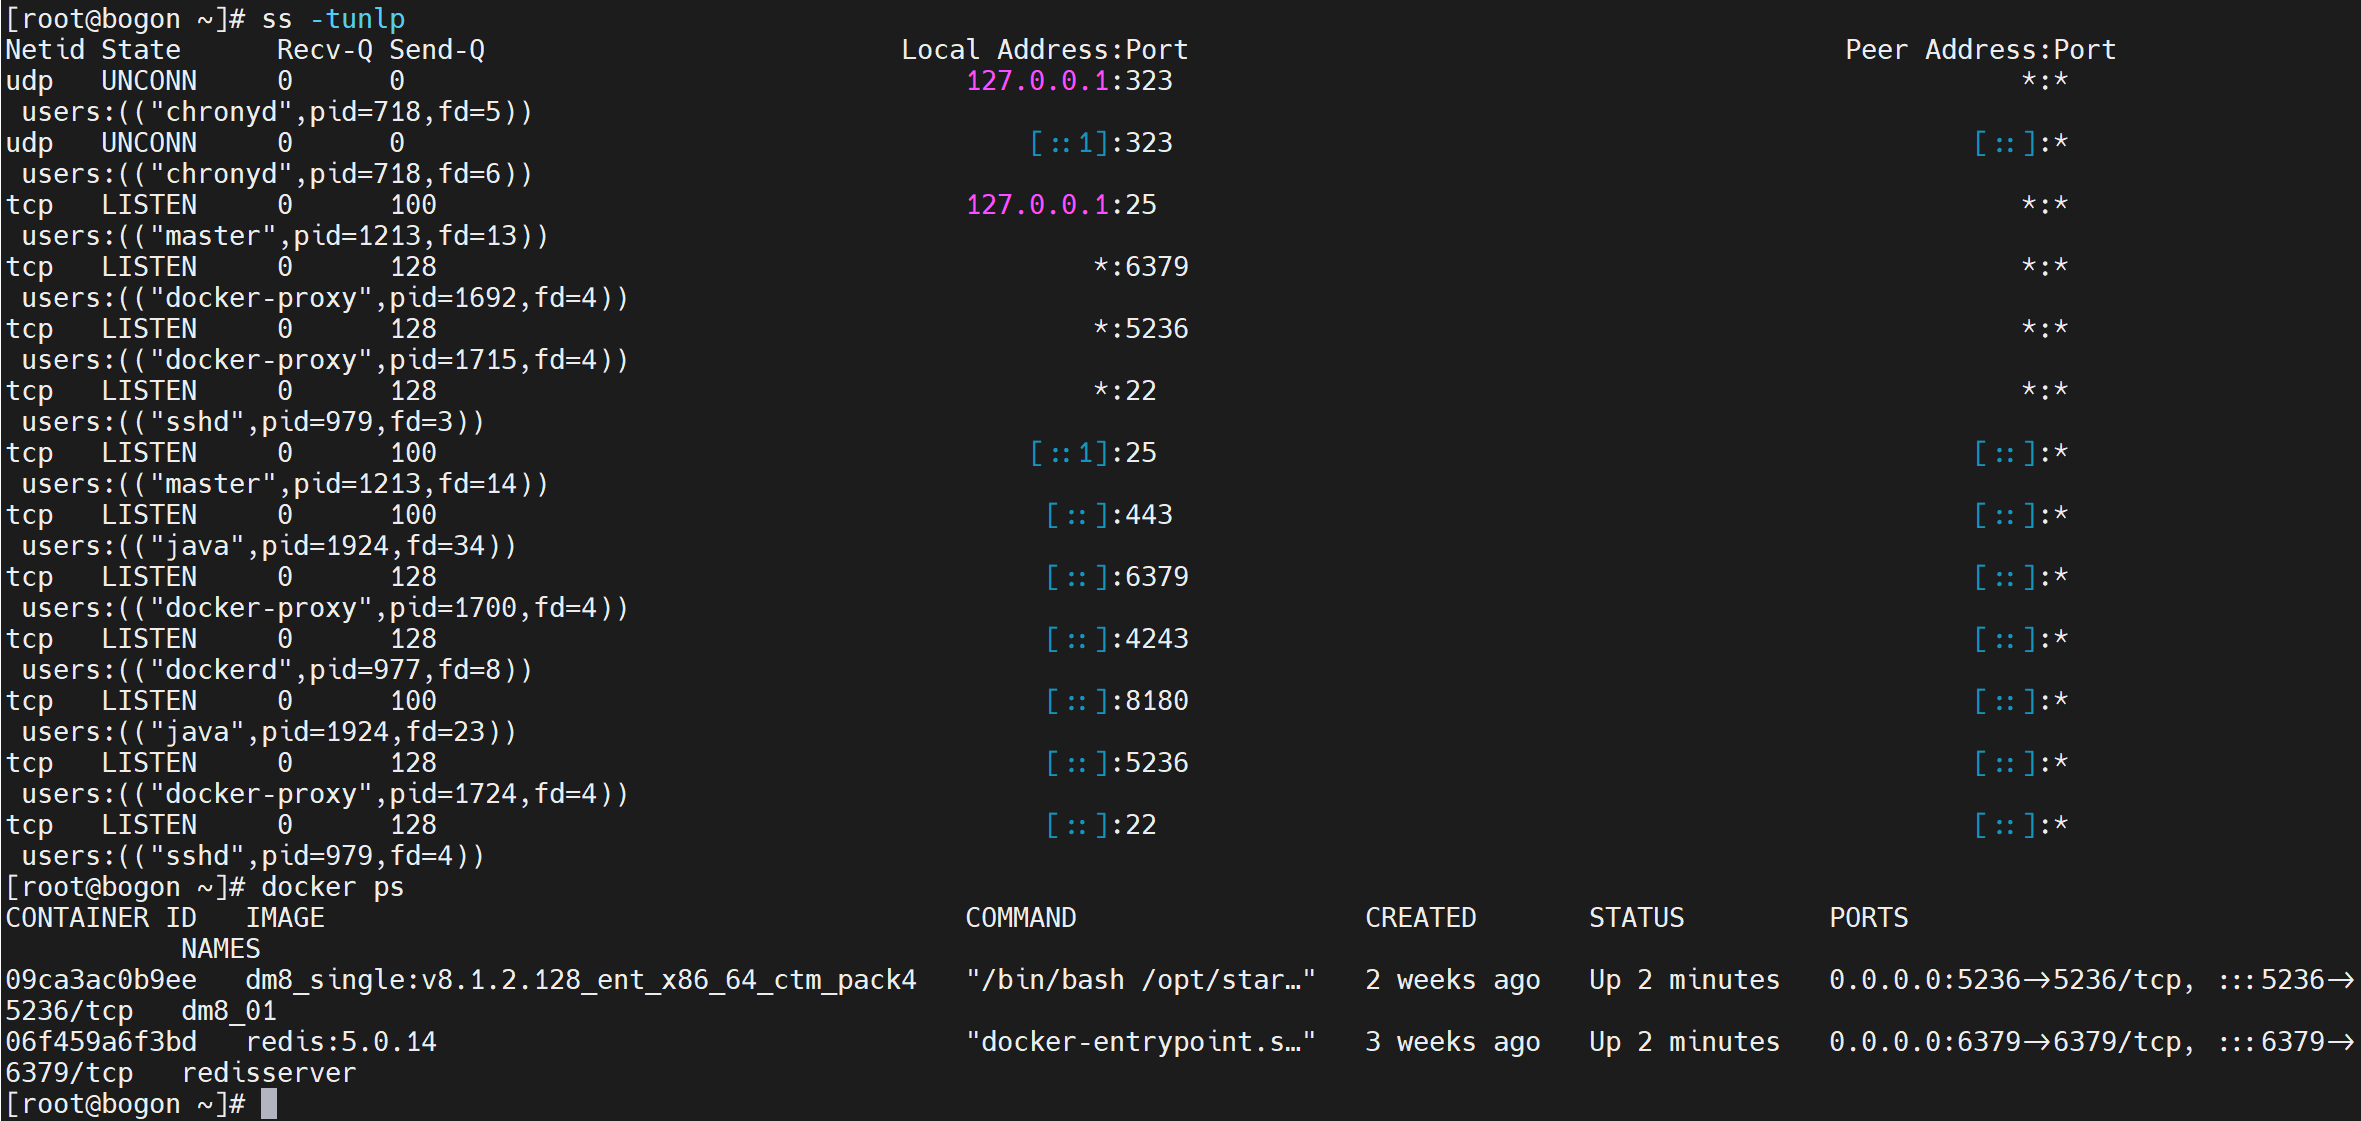 [root@bogon ~]# ss -tunlp
Netid State      Recv-Q Send-Q                          Local Address:Port                                         Peer Address:Port
udp   UNCONN     0      0                                   127.0.0.1:323                                                     *:*
 users:(("chronyd",pid=718,fd=5))
udp   UNCONN     0      0                                       [::1]:323                                                  [::]:*
 users:(("chronyd",pid=718,fd=6))
tcp   LISTEN     0      100                                 127.0.0.1:25                                                      *:*
 users:(("master",pid=1213,fd=13))
tcp   LISTEN     0      128                                         *:6379                                                    *:*
 users:(("docker-proxy",pid=1692,fd=4))
tcp   LISTEN     0      128                                         *:5236                                                    *:*
 users:(("docker-proxy",pid=1715,fd=4))
tcp   LISTEN     0      128                                         *:22                                                      *:*
 users:(("sshd",pid=979,fd=3))
tcp   LISTEN     0      100                                     [::1]:25                                                   [::]:*
 users:(("master",pid=1213,fd=14))
tcp   LISTEN     0      100                                      [::]:443                                                  [::]:*
 users:(("java",pid=1924,fd=34))
tcp   LISTEN     0      128                                      [::]:6379                                                 [::]:*
 users:(("docker-proxy",pid=1700,fd=4))
tcp   LISTEN     0      128                                      [::]:4243                                                 [::]:*
 users:(("dockerd",pid=977,fd=8))
tcp   LISTEN     0      100                                      [::]:8180                                                 [::]:*
 users:(("java",pid=1924,fd=23))
tcp   LISTEN     0      128                                      [::]:5236                                                 [::]:*
 users:(("docker-proxy",pid=1724,fd=4))
tcp   LISTEN     0      128                                      [::]:22                                                   [::]:*
 users:(("sshd",pid=979,fd=4))
[root@bogon ~]# docker ps
CONTAINER ID   IMAGE                                        COMMAND                  CREATED       STATUS         PORTS
           NAMES
09ca3ac0b9ee   dm8_single:v8.1.2.128_ent_x86_64_ctm_pack4   "/bin/bash /opt/star…"   2 weeks ago   Up 2 minutes   0.0.0.0:5236->5236/tcp, :::5236->
5236/tcp   dm8_01
06f459a6f3bd   redis:5.0.14                                 "docker-entrypoint.s…"   3 weeks ago   Up 2 minutes   0.0.0.0:6379->6379/tcp, :::6379->
6379/tcp   redisserver
[root@bogon ~]#